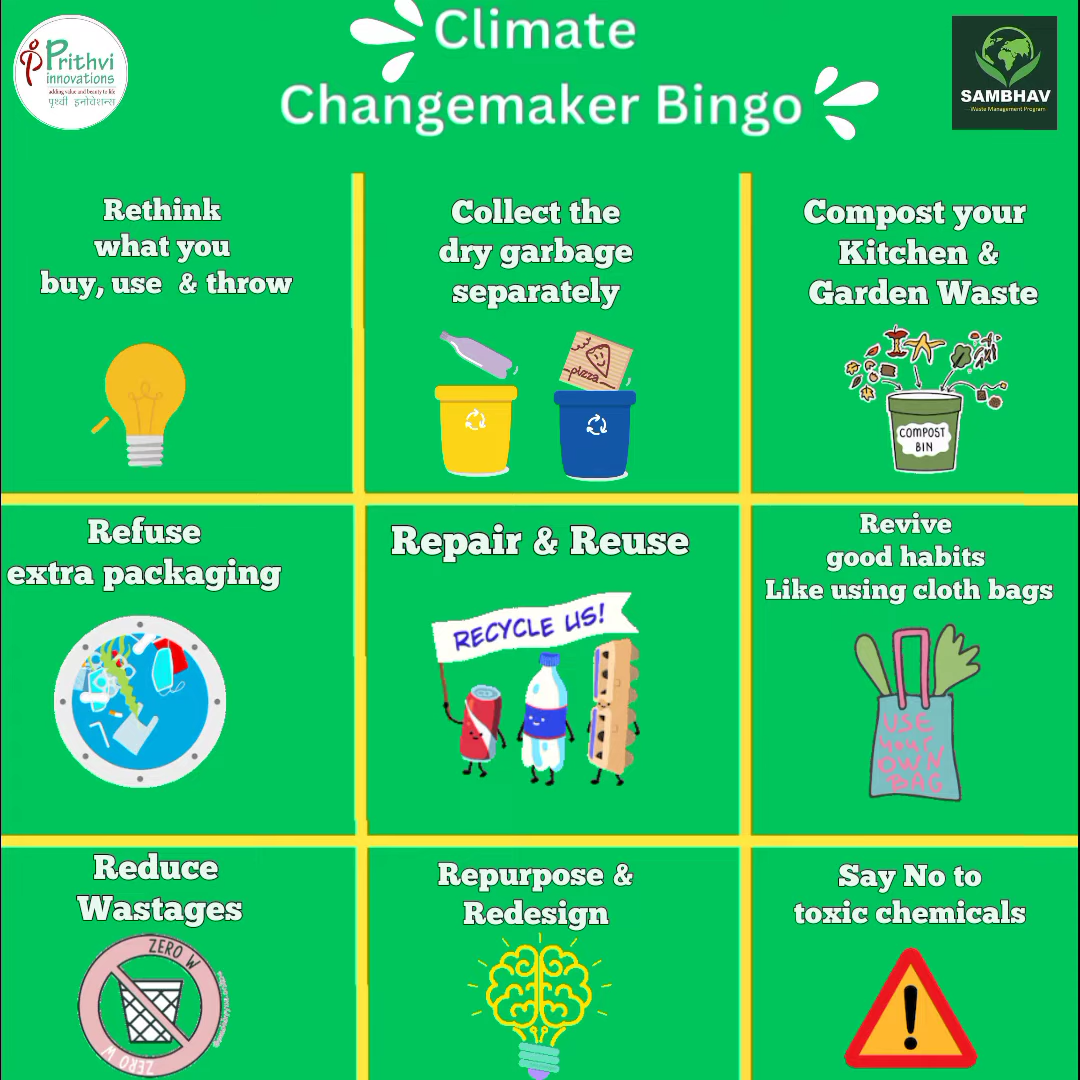 Prithvi
innovations
adding value and beauty to life
पृथ्वी इनोवेशन्स
Climate
Changemaker Bingo
SAMBHAV
Waste Management Program
Rethink
what you
buy, use & throw
Collect the
dry garbage
separately
pizza
Compost your
Kitchen &
Garden Waste
COMPOST
BIN
Refuse
extra packaging
Repair & Reuse
RECYCLE US!
Revive
good habits
Like using cloth bags
USE
your
OWN
BAG
Reduce
Wastages
ZERO W
ZERO W
Repurpose &
Redesign
Say No to
toxic chemicals